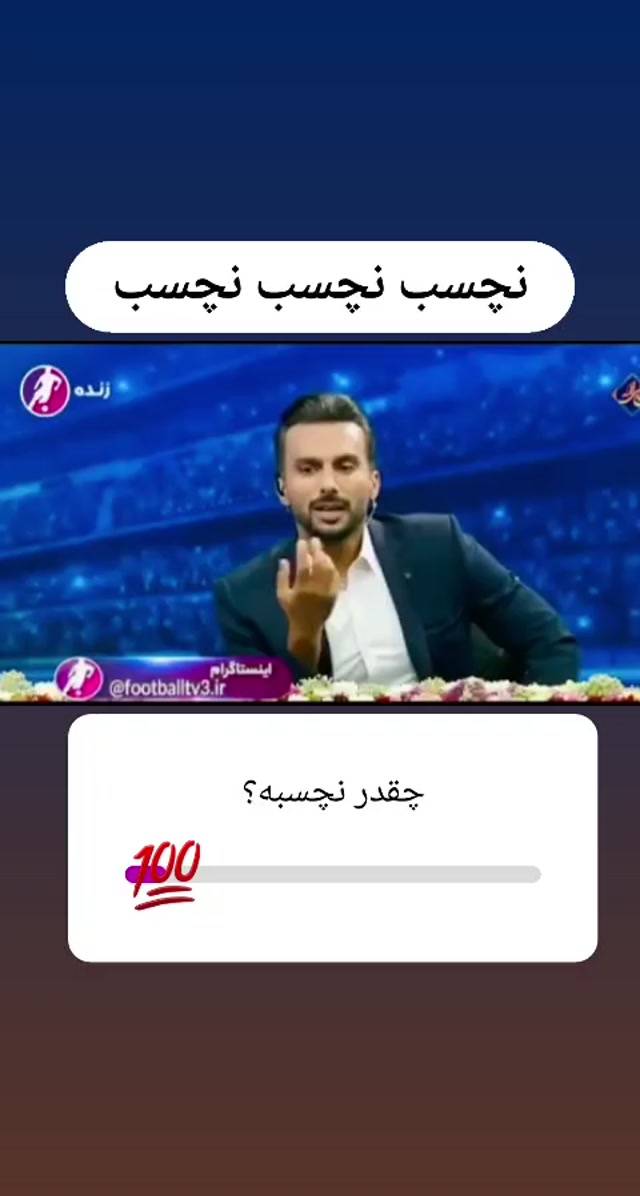 نچسب نچسب نچسب
زنده
اینستاگرام
@footballtv3.ir
چقدر نچسبه؟
💯